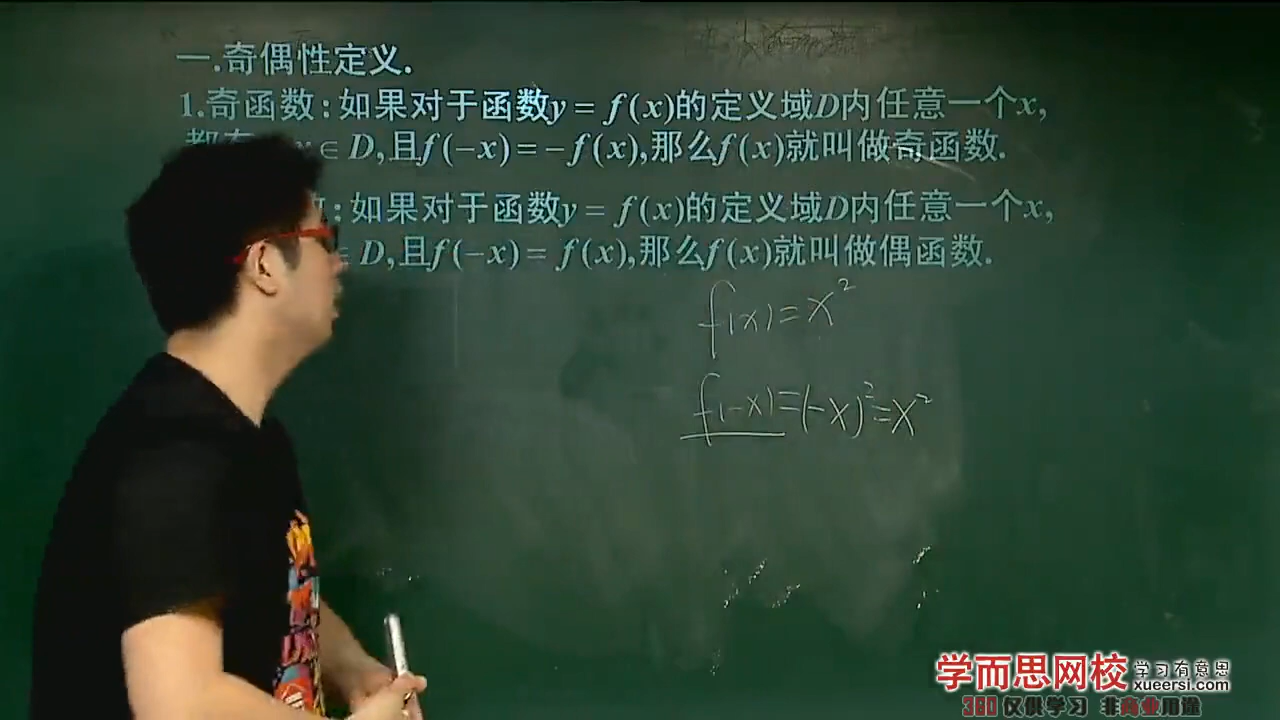 一.奇偶性定义.
1.奇函数:如果对于函数y=f(x)的定义域D内任意一个x,
都有 x∈D,且f(-x)=-f(x),那么f(x)就叫做奇函数.
:如果对于函数y=f(x)的定义域D内任意一个x,
∈D,且f(-x)=f(x),那么f(x)就叫做偶函数.
f(x)=x²
f(-x)=(-x)²=x²
学而思网校 学习有意思
xueersi.com
360 仅供学习 非商业用途